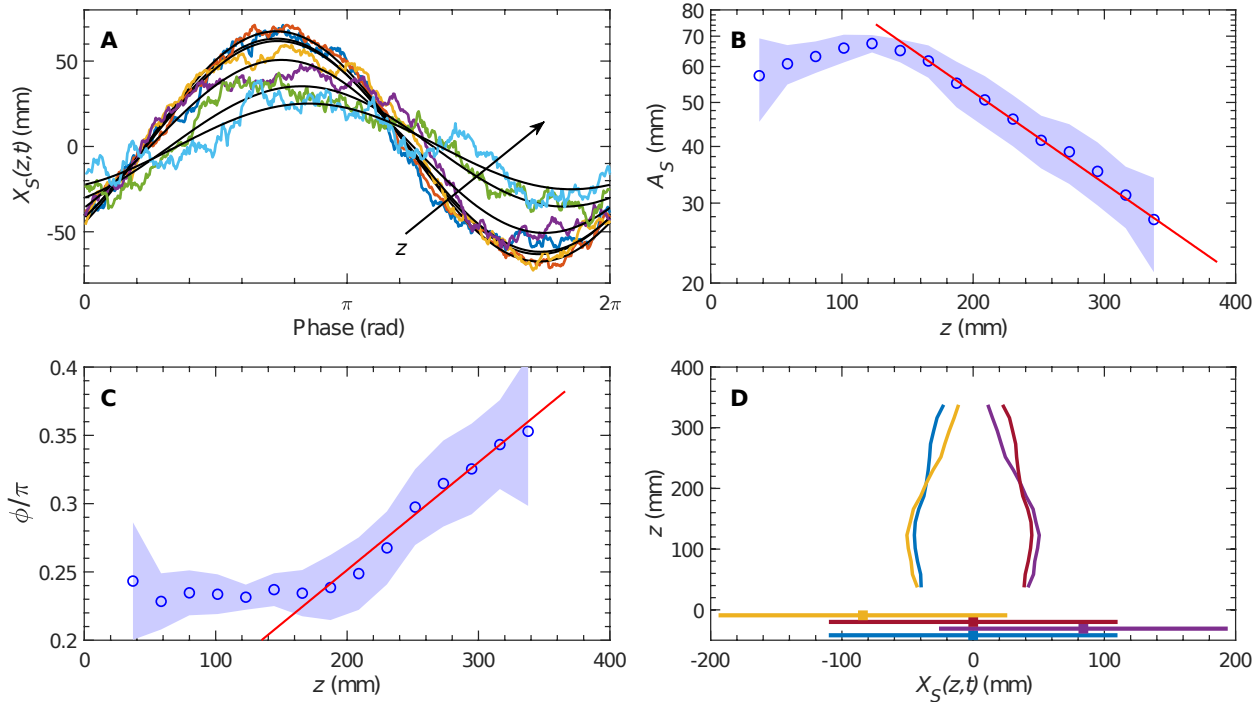 A
50
0
-50
X_S(z,t) (mm)
z
0
π
2π
Phase (rad)
B
80
70
60
50
40
30
20
A_S (mm)
0
100
200
300
400
z (mm)
C
0.4
0.35
0.3
0.25
0.2
ϕ/π
0
100
200
300
400
z (mm)
D
400
300
200
100
0
z (mm)
-200
-100
0
100
200
X_S(z,t) (mm)